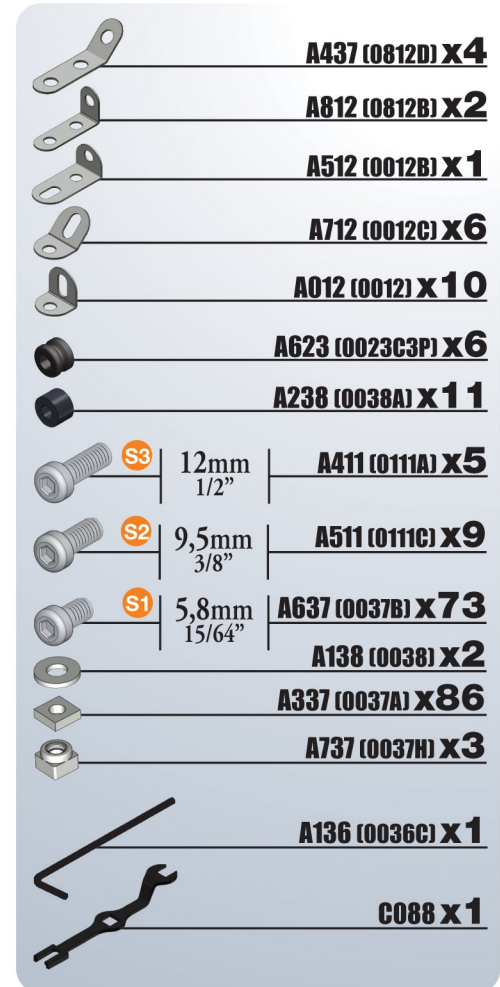 A437 (0812D) x4
A812 (0812B) x2
A512 (0012B) x1
A712 (0012C) x6
A012 (0012) x10
A623 (0023C3P) x6
A238 (0038A) x11
S3 12mm 1/2” A411 (0111A) x5
S2 9,5mm 3/8” A511 (0111C) x9
S1 5,8mm 15/64” A637 (0037B) x73
A138 (0038) x2
A337 (0037A) x86
A737 (0037H) x3
A136 (0036C) x1
C088 x1